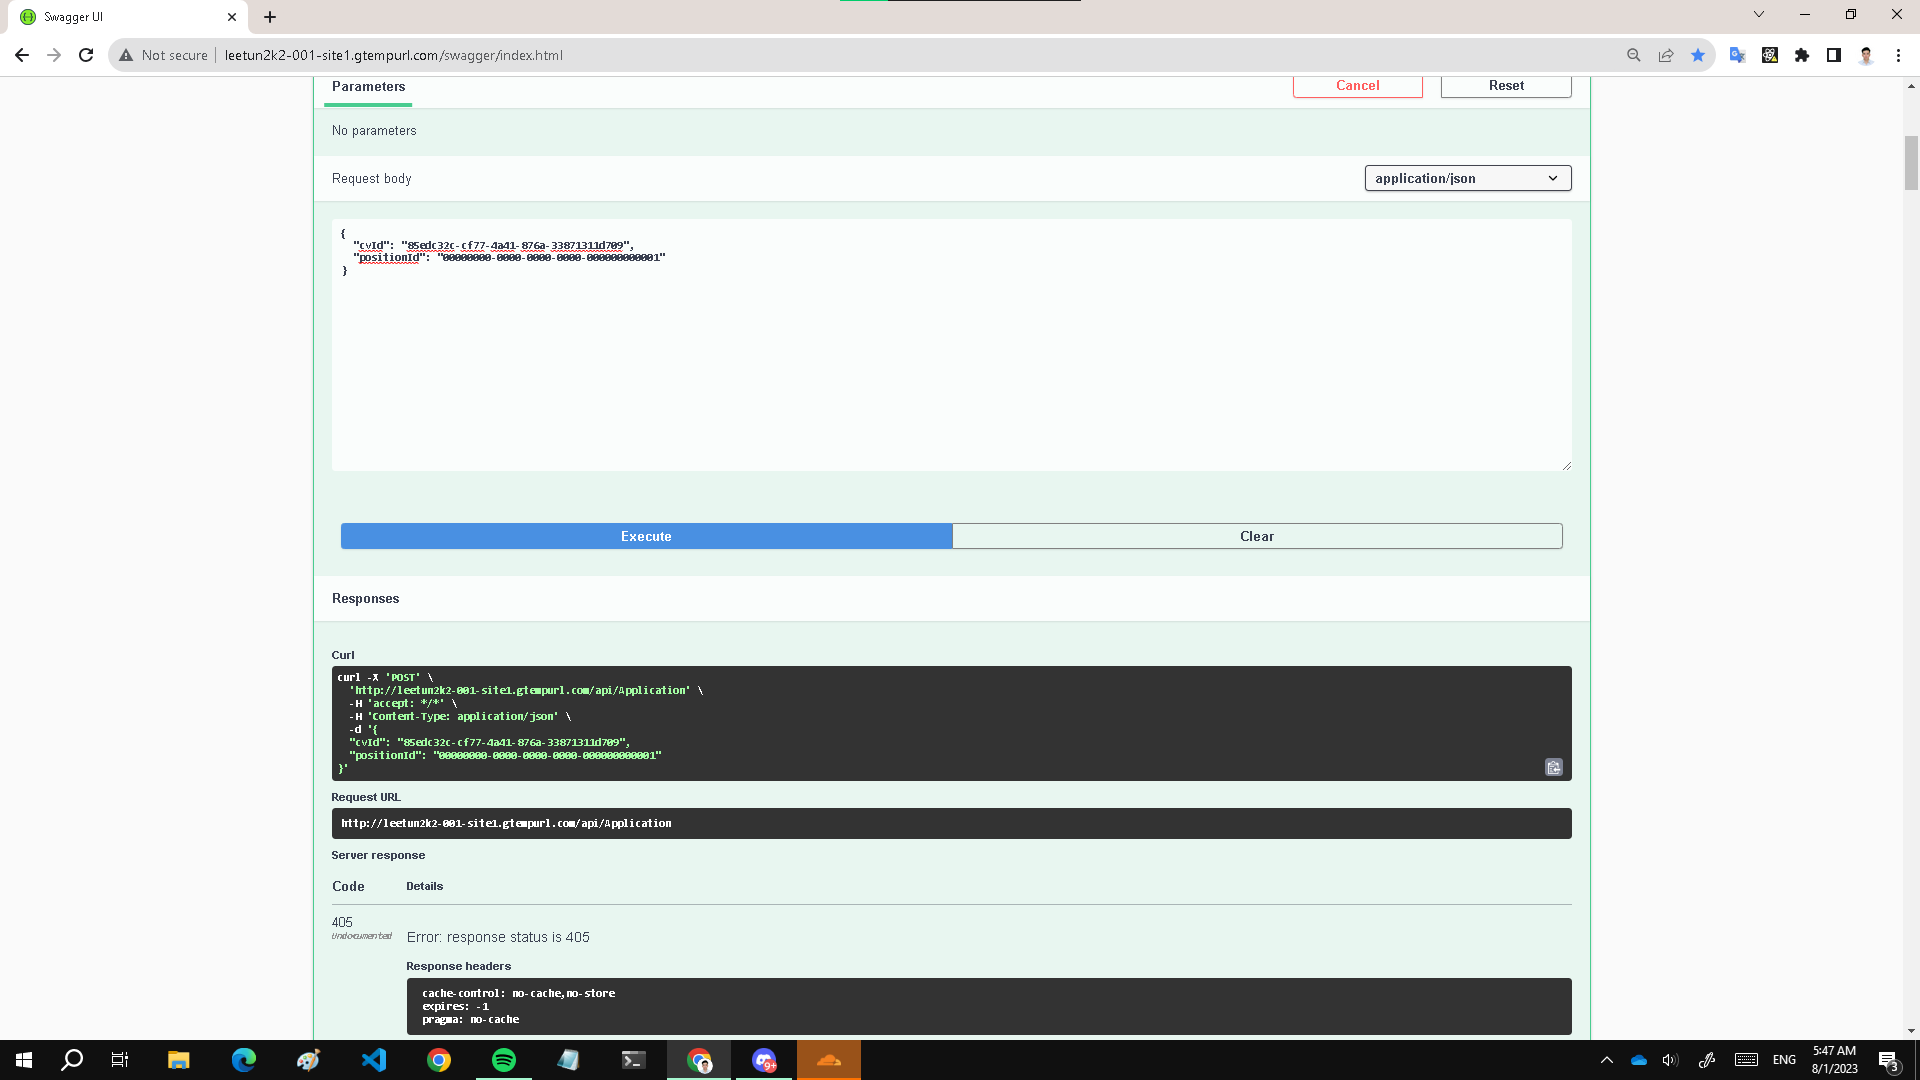 Swagger UI
Not secure
leetun2k2-001-site1.gtempurl.com/swagger/index.html
Parameters
Cancel
Reset
No parameters
Request body
application/json
{
"cvId": "85edc32c-cf77-4a41-876a-33871311d709",
"positionId": "00000000-0000-0000-0000-000000000001"
}
Execute
Clear
Responses
Curl
curl -X 'POST' \
'http://leetun2k2-001-site1.gtempurl.com/api/Application' \
-H 'accept: */*' \
-H 'Content-Type: application/json' \
-d '{
"cvId": "85edc32c-cf77-4a41-876a-33871311d709",
"positionId": "00000000-0000-0000-0000-000000000001"
}'
Request URL
http://leetun2k2-001-site1.gtempurl.com/api/Application
Server response
Code
Details
405
Undocumented
Error: response status is 405
Response headers
cache-control: no-cache,no-store
expires: -1
pragma: no-cache
9+
ENG
5:47 AM
8/1/2023
3